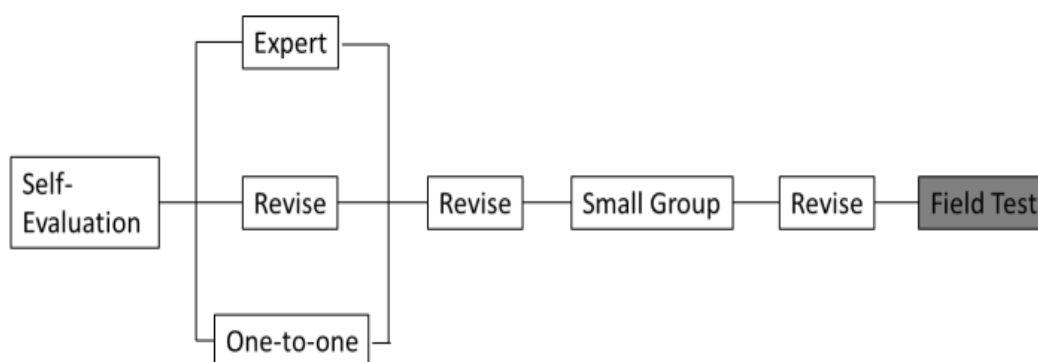 Expert
Self-
Evaluation
Revise
Revise
Small Group
Revise
Field Test
One-to-one